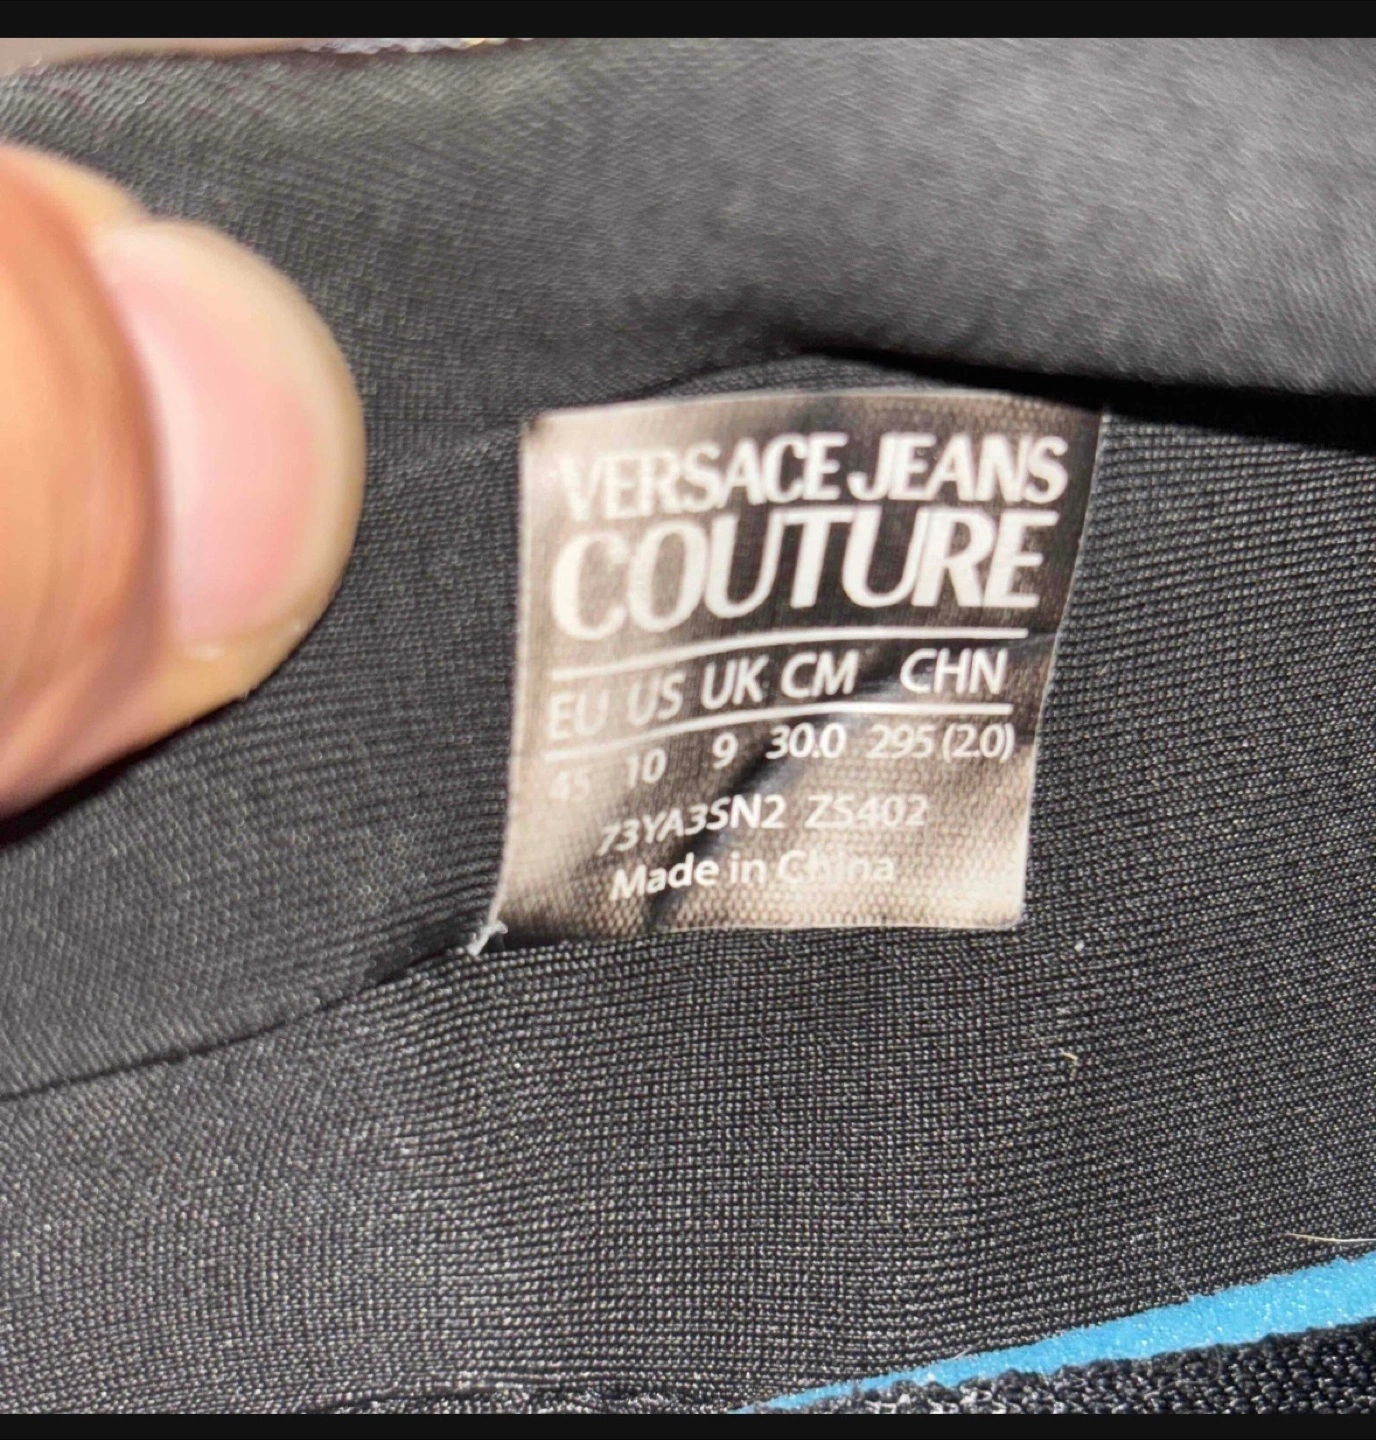 VERSACE JEANS
COUTURE
EU US UK CM CHN
45 10 9 30.0 295 (2.0)
73YA3SN2 ZS402
Made in China